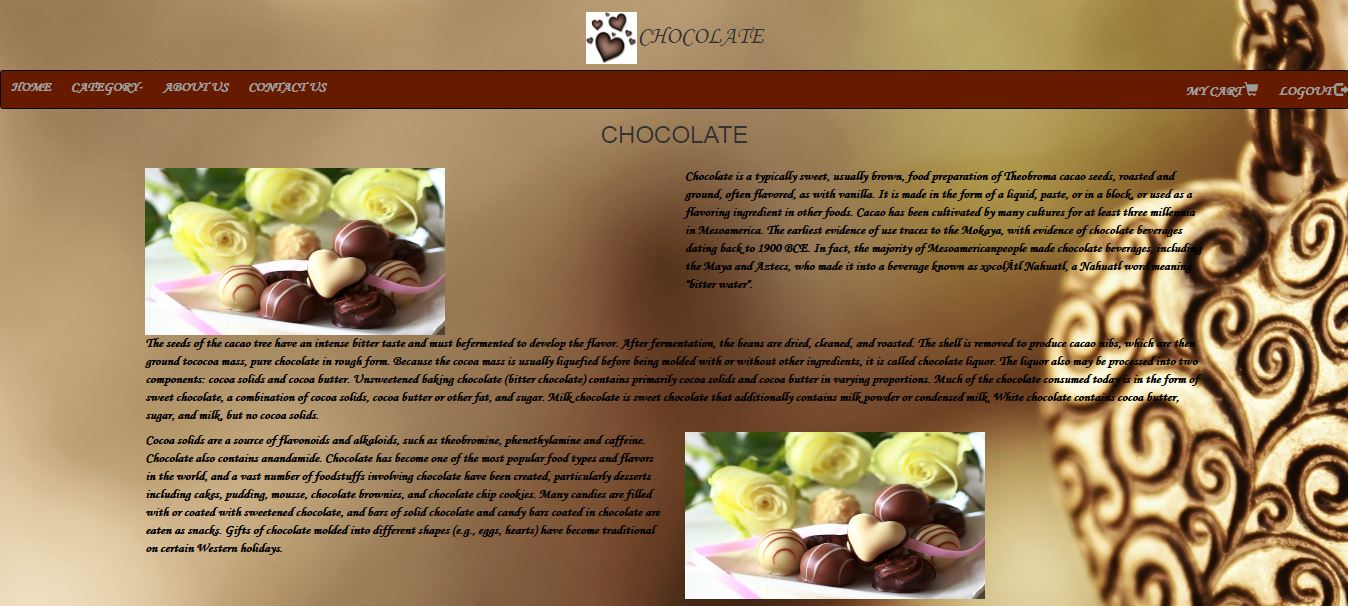 CHOCOLATE
HOME CATEGORY- ABOUT US CONTACT US MY CART LOGOUT
CHOCOLATE
Chocolate is a typically sweet, usually brown, food preparation of Theobroma cacao seeds, roasted and
ground, often flavored, as with vanilla. It is made in the form of a liquid, paste, or in a block, or used as a
flavoring ingredient in other foods. Cacao has been cultivated by many cultures for at least three millennia
in Mesoamerica. The earliest evidence of use traces to the Mokaya, with evidence of chocolate beverages
dating back to 1900 BCE. In fact, the majority of Mesoamericanpeople made chocolate beverages, including
the Maya and Aztecs, who made it into a beverage known as xocolÄtl Nahuatl, a Nahuatl word meaning
"bitter water".
The seeds of the cacao tree have an intense bitter taste and must befermented to develop the flavor. After fermentation, the beans are dried, cleaned, and roasted. The shell is removed to produce cacao nibs, which are then
ground tococoa mass, pure chocolate in rough form. Because the cocoa mass is usually liquefied before being molded with or without other ingredients, it is called chocolate liquor. The liquor also may be processed into two
components: cocoa solids and cocoa butter. Unsweetened baking chocolate (bitter chocolate) contains primarily cocoa solids and cocoa butter in varying proportions. Much of the chocolate consumed today is in the form of
sweet chocolate, a combination of cocoa solids, cocoa butter or other fat, and sugar. Milk chocolate is sweet chocolate that additionally contains milk powder or condensed milk. White chocolate contains cocoa butter,
sugar, and milk, but no cocoa solids.
Cocoa solids are a source of flavonoids and alkaloids, such as theobromine, phenethylamine and caffeine.
Chocolate also contains anandamide. Chocolate has become one of the most popular food types and flavors
in the world, and a vast number of foodstuffs involving chocolate have been created, particularly desserts
including cakes, pudding, mousse, chocolate brownies, and chocolate chip cookies. Many candies are filled
with or coated with sweetened chocolate, and bars of solid chocolate and candy bars coated in chocolate are
eaten as snacks. Gifts of chocolate molded into different shapes (e.g., eggs, hearts) have become traditional
on certain Western holidays.